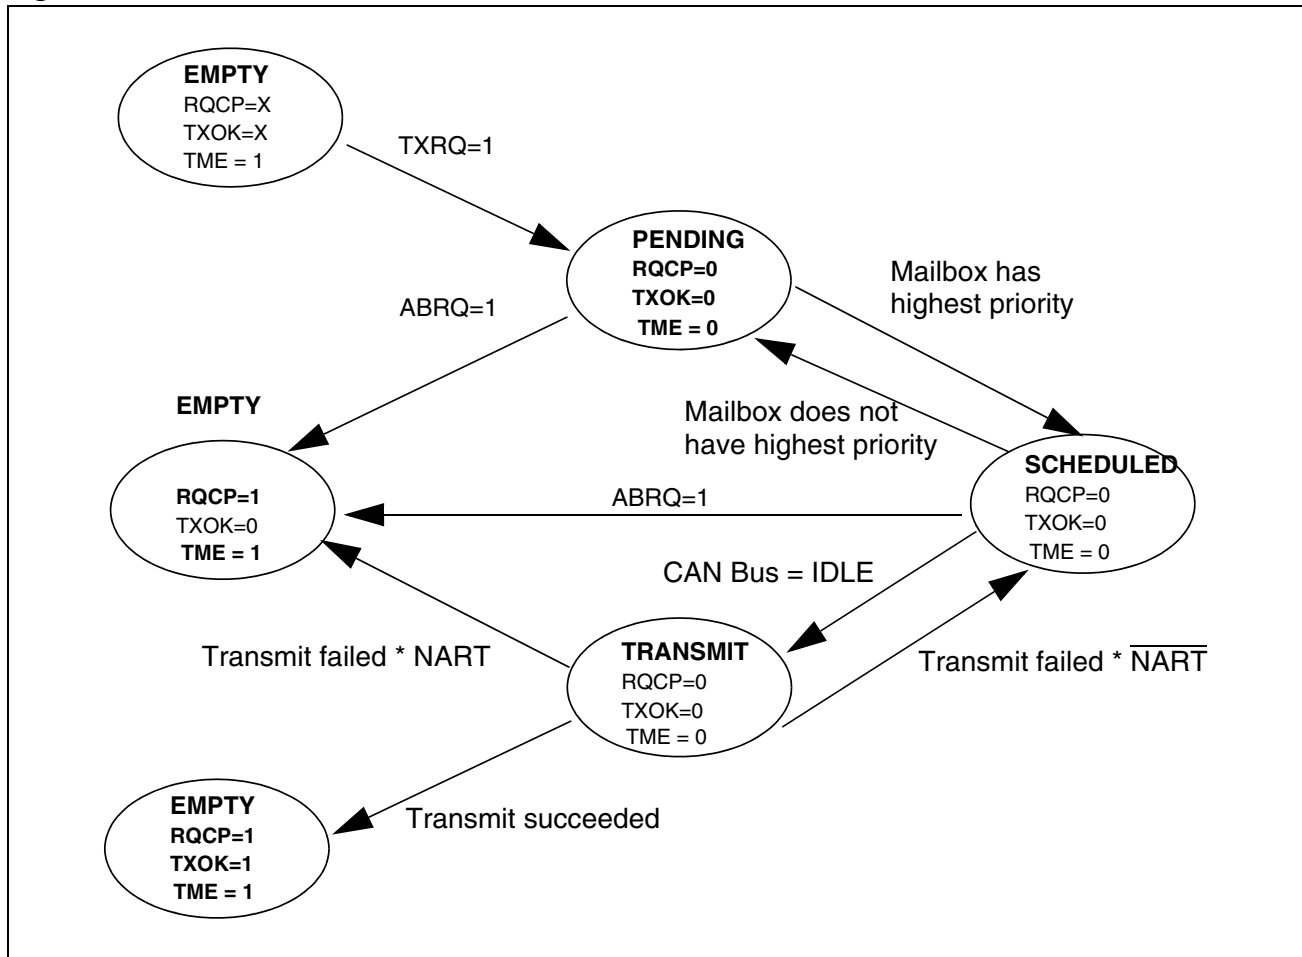 EMPTY
RQCP=X
TXOK=X
TME = 1
TXRQ=1
PENDING
RQCP=0
TXOK=0
TME = 0
Mailbox has
highest priority
ABRQ=1
EMPTY
RQCP=1
TXOK=0
TME = 1
Mailbox does not
have highest priority
SCHEDULED
RQCP=0
TXOK=0
TME = 0
ABRQ=1
CAN Bus = IDLE
Transmit failed * NART
TRANSMIT
RQCP=0
TXOK=0
TME = 0
Transmit failed * N̅A̅R̅T̅
EMPTY
RQCP=1
TXOK=1
TME = 1
Transmit succeeded